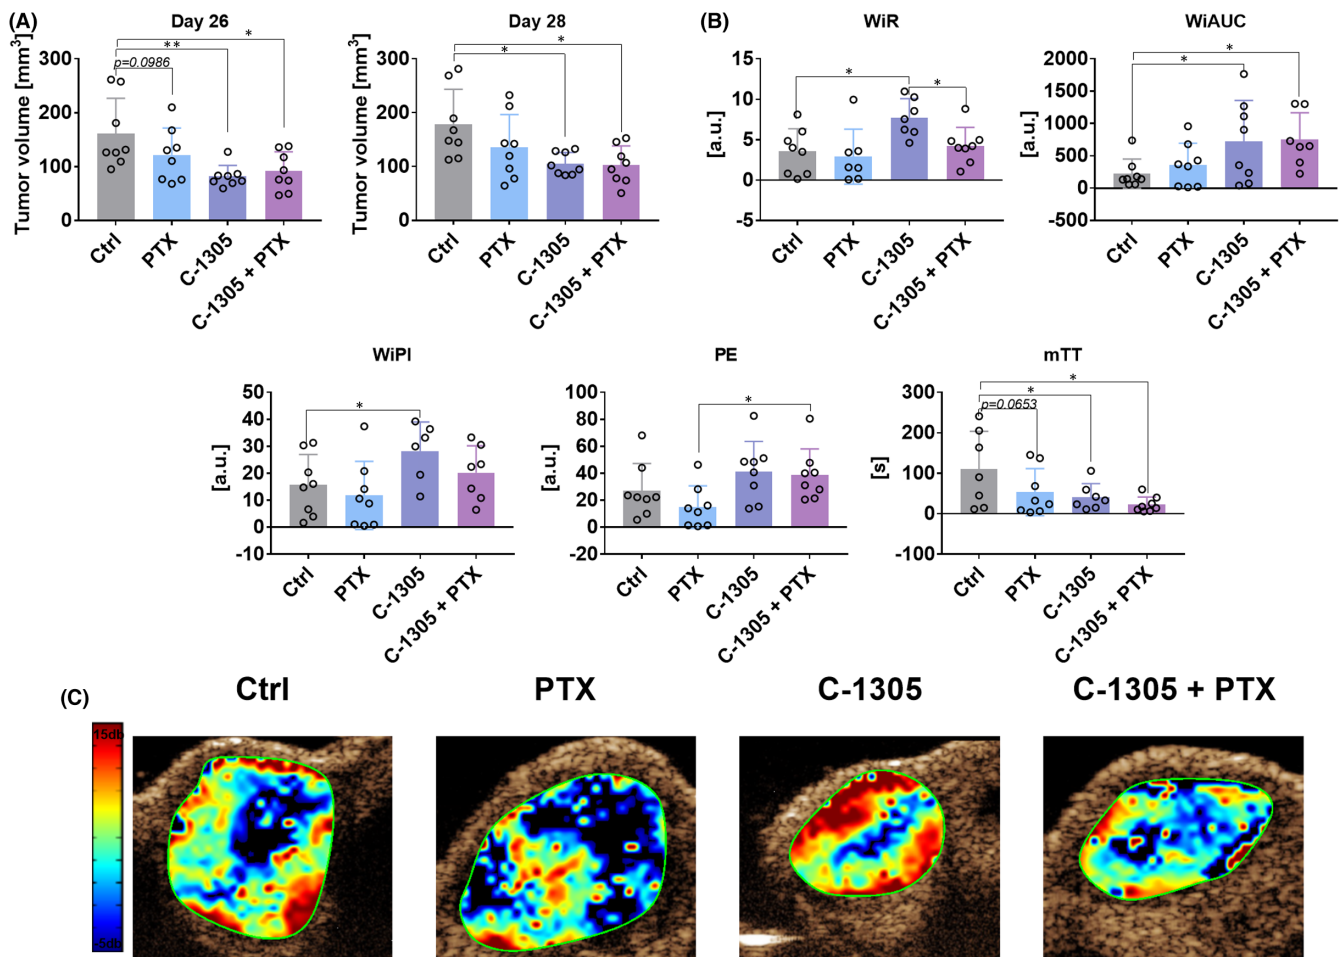 (A)
Day 26
Tumor volume [mm³]
300
200
100
0
*
**
p=0.0986
Ctrl
PTX
C-1305
C-1305 + PTX
Day 28
Tumor volume [mm³]
300
200
100
0
*
*
Ctrl
PTX
C-1305
C-1305 + PTX
(B)
WiR
[a.u.]
15
10
5
0
-5
*
*
Ctrl
PTX
C-1305
C-1305 + PTX
WiAUC
[a.u.]
2000
1500
1000
500
0
-500
*
*
Ctrl
PTX
C-1305
C-1305 + PTX
WiPI
[a.u.]
50
40
30
20
10
0
-10
*
Ctrl
PTX
C-1305
C-1305 + PTX
PE
[a.u.]
100
80
60
40
20
0
-20
*
Ctrl
PTX
C-1305
C-1305 + PTX
mTT
[s]
300
200
100
0
-100
*
*
p=0.0653
Ctrl
PTX
C-1305
C-1305 + PTX
(C)
Ctrl
PTX
C-1305
C-1305 + PTX
15db
-5db